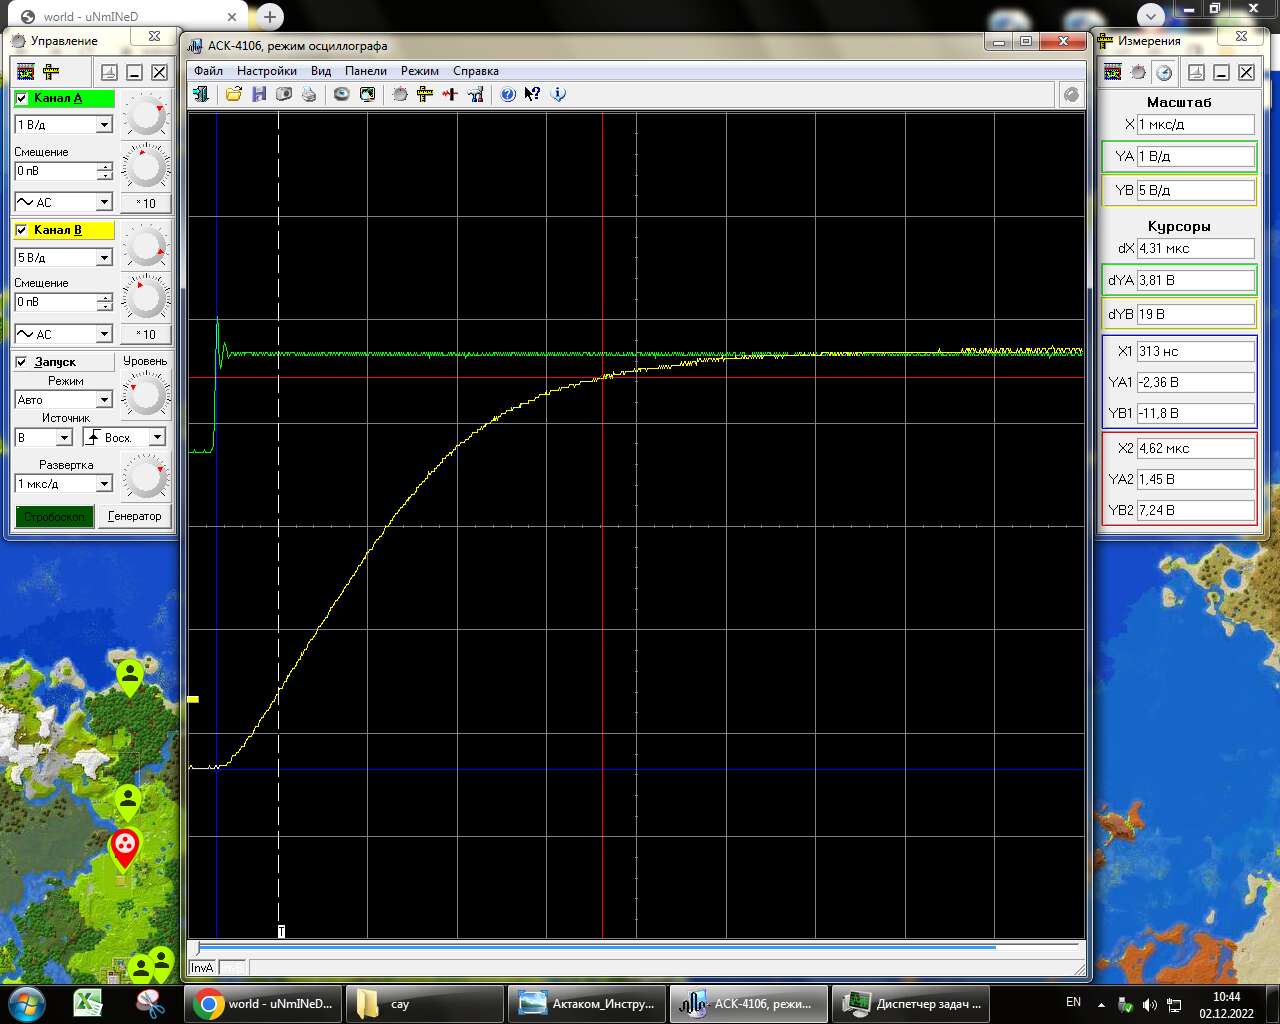 world - uNmINeD
Управление
Канал A
1 В/д
Смещение
0 пВ
AC
*10
Канал B
5 В/д
Смещение
0 пВ
AC
*10
Запуск
Уровень
Режим
Авто
Источник
B
Восх.
Развертка
1 мкс/д
Стробоскоп
Генератор
АСК-4106, режим осциллографа
Файл Настройки Вид Панели Режим Справка
T
InvA
Измерения
Масштаб
X 1 мкс/д
YA 1 В/д
YB 5 В/д
Курсоры
dX 4,31 мкс
dYA 3,81 В
dYB 19 В
X1 313 нс
YA1 -2,36 В
YB1 -11,8 В
X2 4,62 мкс
YA2 1,45 В
YB2 7,24 В
world - uNmINeD...
cay
Актаком_Инстру...
АСК-4106, режи...
Диспетчер задач ...
EN
10:44
02.12.2022